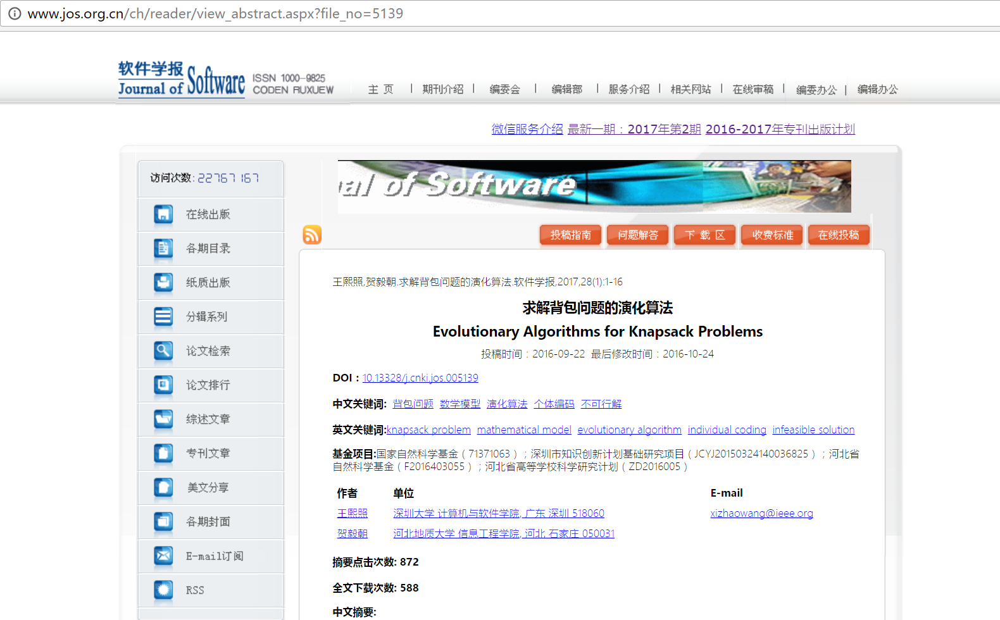 www.jos.org.cn/ch/reader/view_abstract.aspx?file_no=5139
软件学报
Journal of Software
ISSN 1000-9825
CODEN RUXUEW
主 页 | 期刊介绍 | 编委会 | 编辑部 | 服务介绍 | 相关网站 | 在线审稿 | 编委办公 | 编辑办公
微信服务介绍 最新一期：2017年第2期 2016-2017年专刊出版计划
访问次数: 22767167
在线出版
各期目录
纸质出版
分辑系列
论文检索
论文排行
综述文章
专刊文章
美文分享
各期封面
E-mail订阅
RSS
al of Software
投稿指南 问题解答 下 载 区 收费标准 在线投稿
王熙照,贺毅朝.求解背包问题的演化算法.软件学报,2017,28(1):1-16
求解背包问题的演化算法
Evolutionary Algorithms for Knapsack Problems
投稿时间：2016-09-22 最后修改时间：2016-10-24
DOI：10.13328/j.cnki.jos.005139
中文关键词: 背包问题 数学模型 演化算法 个体编码 不可行解
英文关键词:knapsack problem mathematical model evolutionary algorithm individual coding infeasible solution
基金项目:国家自然科学基金（71371063）；深圳市知识创新计划基础研究项目（JCYJ20150324140036825）；河北省
自然科学基金（F2016403055）；河北省高等学校科学研究计划（ZD2016005）
作者 单位 E-mail
王熙照 深圳大学 计算机与软件学院, 广东 深圳 518060 xizhaowang@ieee.org
贺毅朝 河北地质大学 信息工程学院, 河北 石家庄 050031
摘要点击次数: 872
全文下载次数: 588
中文摘要: